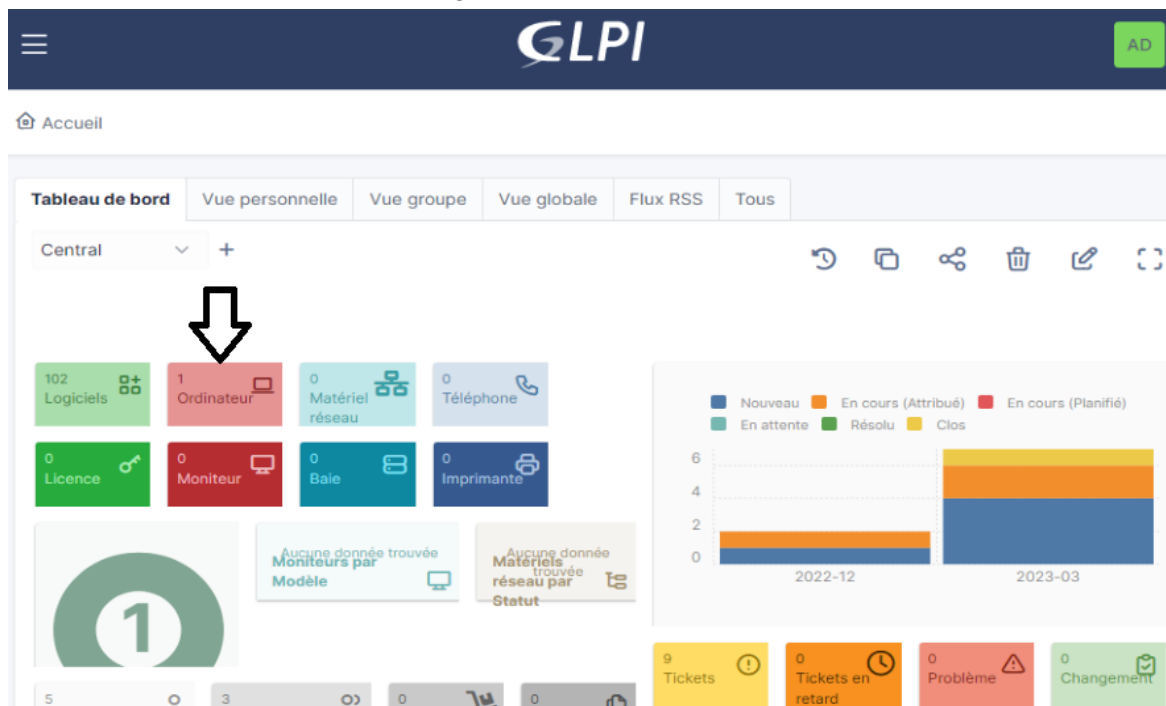 GLPI
AD
Accueil
Tableau de bord
Vue personnelle
Vue groupe
Vue globale
Flux RSS
Tous
Central
102
Logiciels
1
Ordinateur
0
Matériel
réseau
0
Téléphone
0
Licence
0
Moniteur
0
Baie
0
Imprimante
Nouveau
En cours (Attribué)
En cours (Planifié)
En attente
Résolu
Clos
6
4
2
0
2022-12
2023-03
1
Aucune donnée trouvée
Moniteurs par
Modèle
Aucune donnée
trouvée
Matériels
réseau par
Statut
9
Tickets
0
Tickets en
retard
0
Problème
0
Changement
5
3
0
0